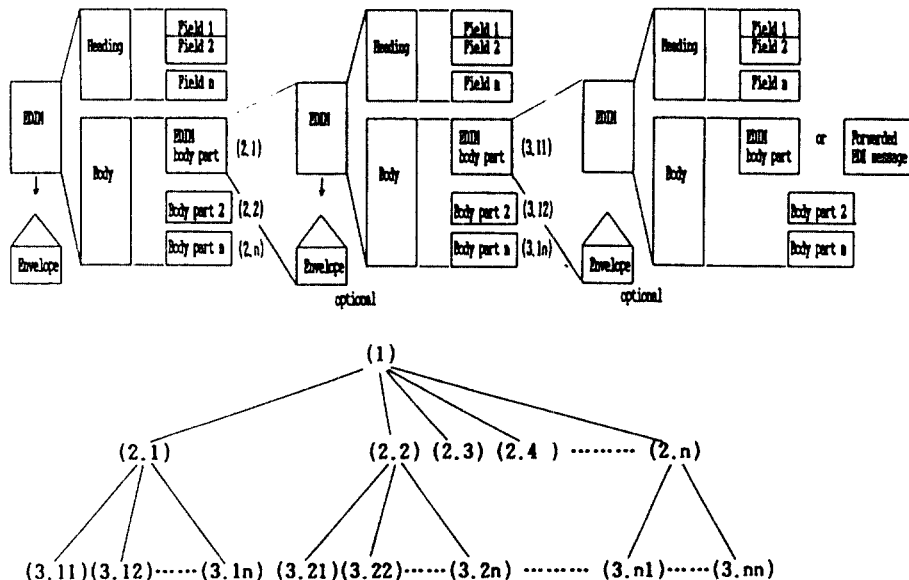 Heading
Field 1
Field 2
Field n
EDIM
Body
EDIM
body part
(2,1)
Body part 2
(2,2)
Body part n
(2,n)
Envelope
Heading
Field 1
Field 2
Field n
EDIM
Body
EDIM
body part
(3,11)
Body part 2
(3,12)
Body part n
(3,1n)
Envelope
optional
Heading
Field 1
Field 2
Field n
EDIM
Body
EDIM
body part
or
Forwarded
EDI message
Body part 2
Body part n
Envelope
optional
(1)
(2.1) (2.2) (2.3) (2.4 ) ········· (2.n)
(3.11)(3.12)······(3.1n) (3.21)(3.22)······(3.2n) ·········· (3.n1)······(3.nn)